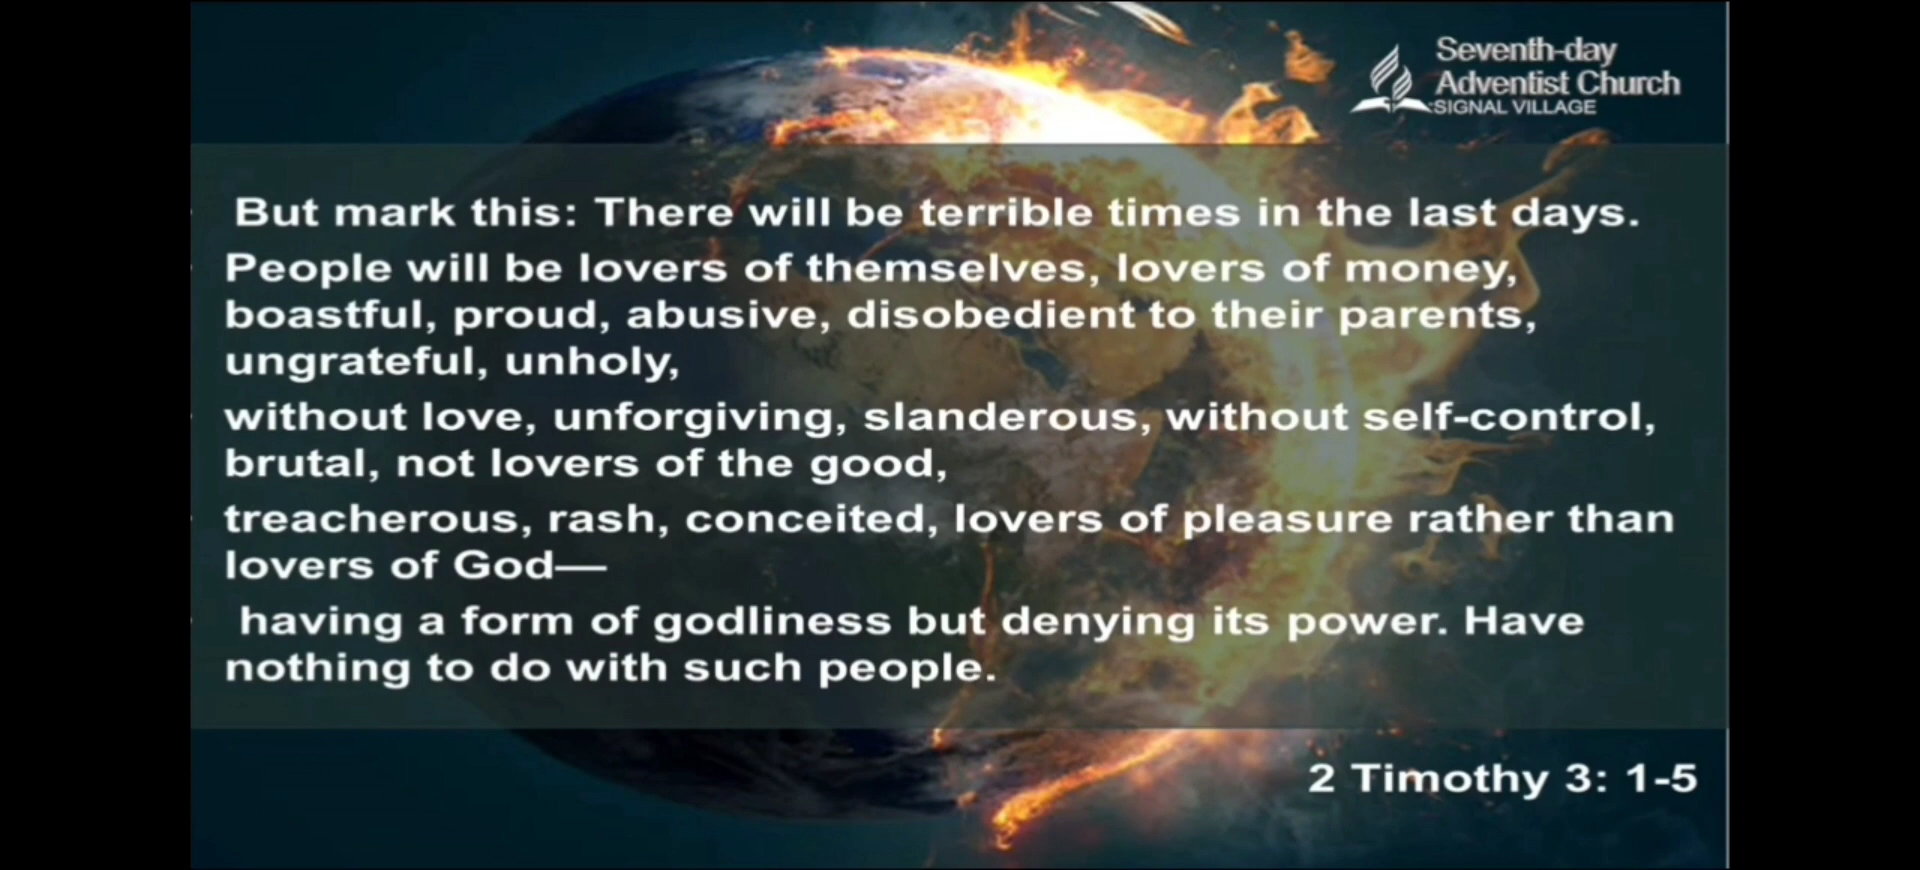 Seventh-day
Adventist Church
SIGNAL VILLAGE
But mark this: There will be terrible times in the last days.
People will be lovers of themselves, lovers of money,
boastful, proud, abusive, disobedient to their parents,
ungrateful, unholy,
without love, unforgiving, slanderous, without self-control,
brutal, not lovers of the good,
treacherous, rash, conceited, lovers of pleasure rather than
lovers of God—
having a form of godliness but denying its power. Have
nothing to do with such people.
2 Timothy 3: 1-5